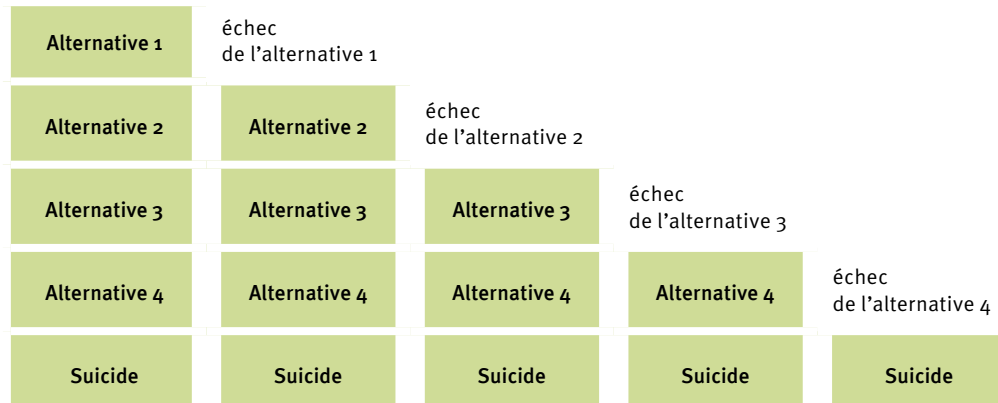 Alternative 1
échec
de l’alternative 1
Alternative 2
Alternative 2
échec
de l’alternative 2
Alternative 3
Alternative 3
Alternative 3
échec
de l’alternative 3
Alternative 4
Alternative 4
Alternative 4
Alternative 4
échec
de l’alternative 4
Suicide
Suicide
Suicide
Suicide
Suicide